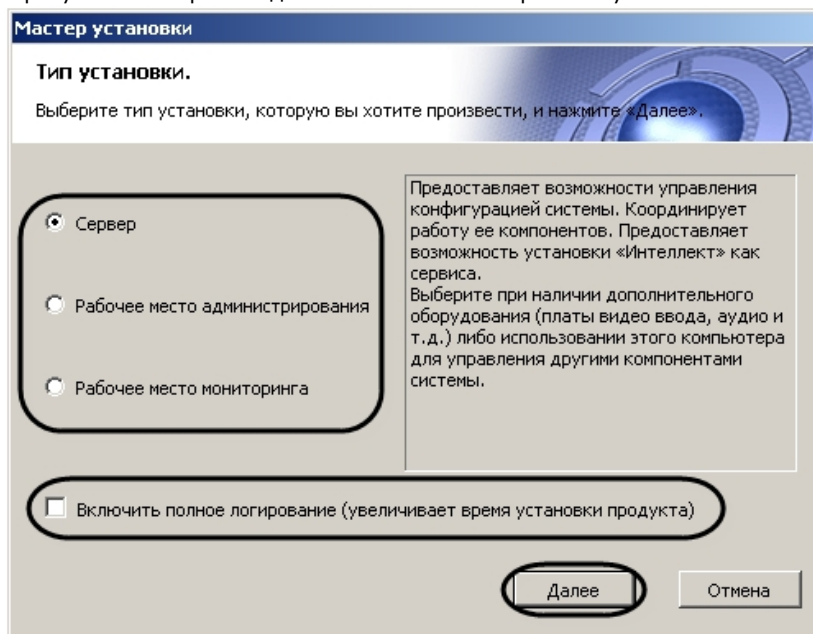 Мастер установки
Тип установки.
Выберите тип установки, которую вы хотите произвести, и нажмите «Далее».
Сервер
Рабочее место администрирования
Рабочее место мониторинга
Предоставляет возможности управления
конфигурацией системы. Координирует
работу ее компонентов. Предоставляет
возможность установки «Интеллект» как
сервиса.
Выберите при наличии дополнительного
оборудования (платы видео ввода, аудио и
т.д.) либо использовании этого компьютера
для управления другими компонентами
системы.
Включить полное логирование (увеличивает время установки продукта)
Далее
Отмена